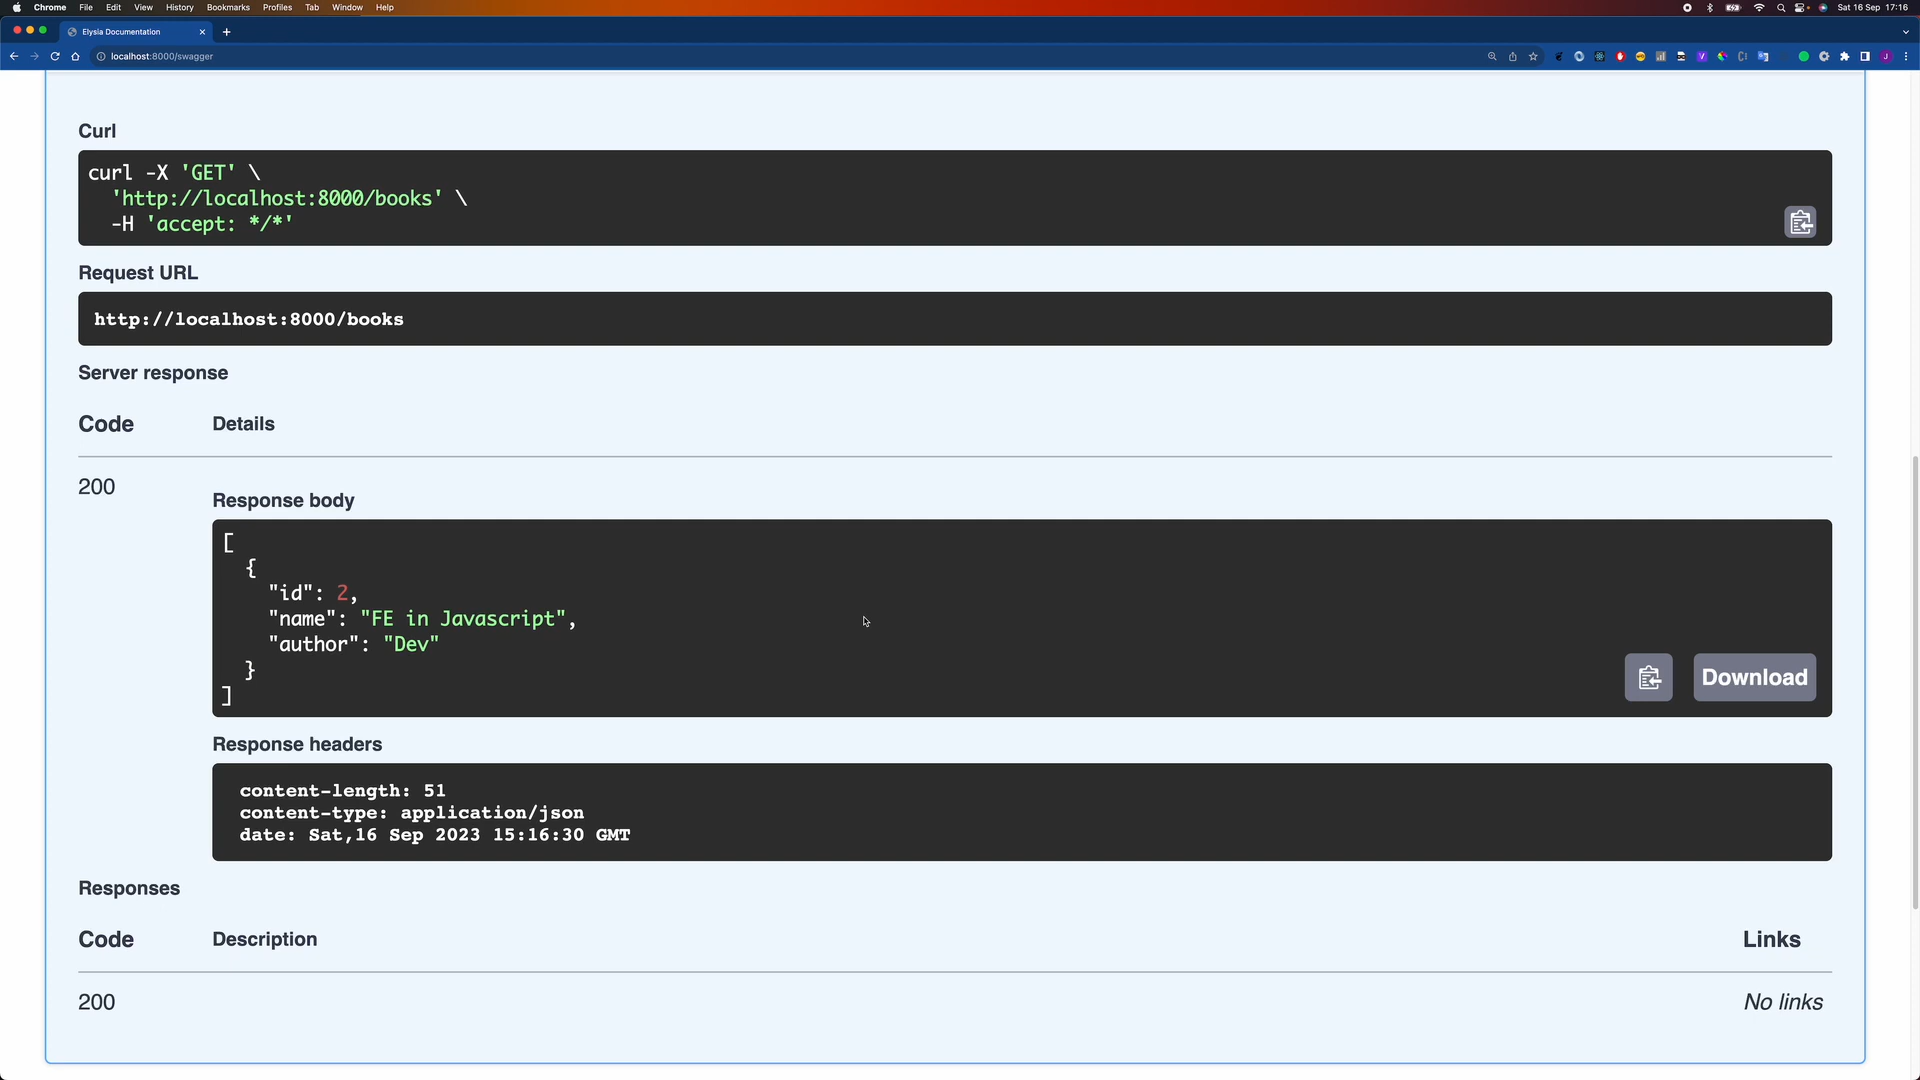 Chrome File Edit View History Bookmarks Profiles Tab Window Help Sat 16 Sep 17:16
Elysia Documentation
localhost:8000/swagger
Curl
curl -X 'GET' \
'http://localhost:8000/books' \
-H 'accept: */*'
Request URL
http://localhost:8000/books
Server response
Code Details
200
Response body
[
{
"id": 2,
"name": "FE in Javascript",
"author": "Dev"
}
]
Download
Response headers
content-length: 51
content-type: application/json
date: Sat,16 Sep 2023 15:16:30 GMT
Responses
Code Description Links
200 No links